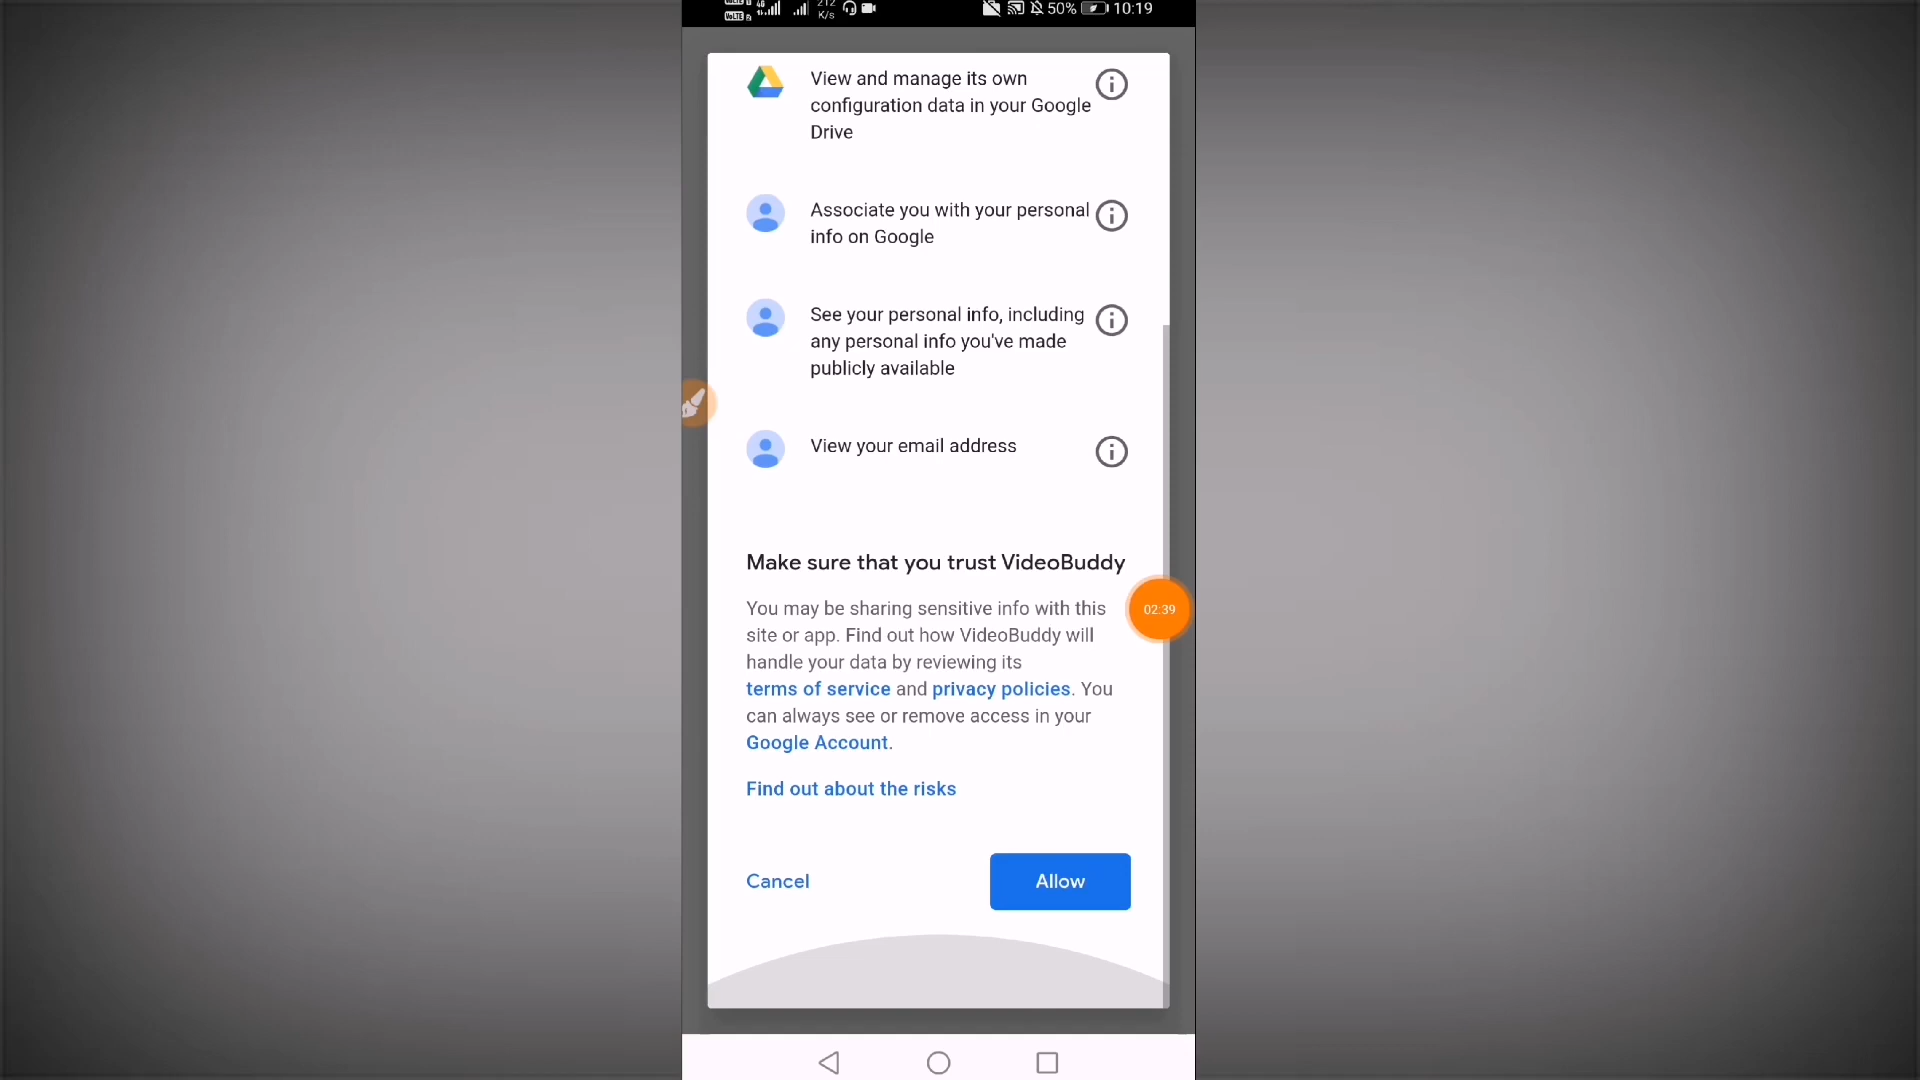 4G 212 50% 10:19
VoLTE 2 K/s
View and manage its own
configuration data in your Google
Drive
Associate you with your personal
info on Google
See your personal info, including
any personal info you've made
publicly available
View your email address
Make sure that you trust VideoBuddy
You may be sharing sensitive info with this
02:39
site or app. Find out how VideoBuddy will
handle your data by reviewing its
terms of service and privacy policies. You
can always see or remove access in your
Google Account.
Find out about the risks
Cancel
Allow